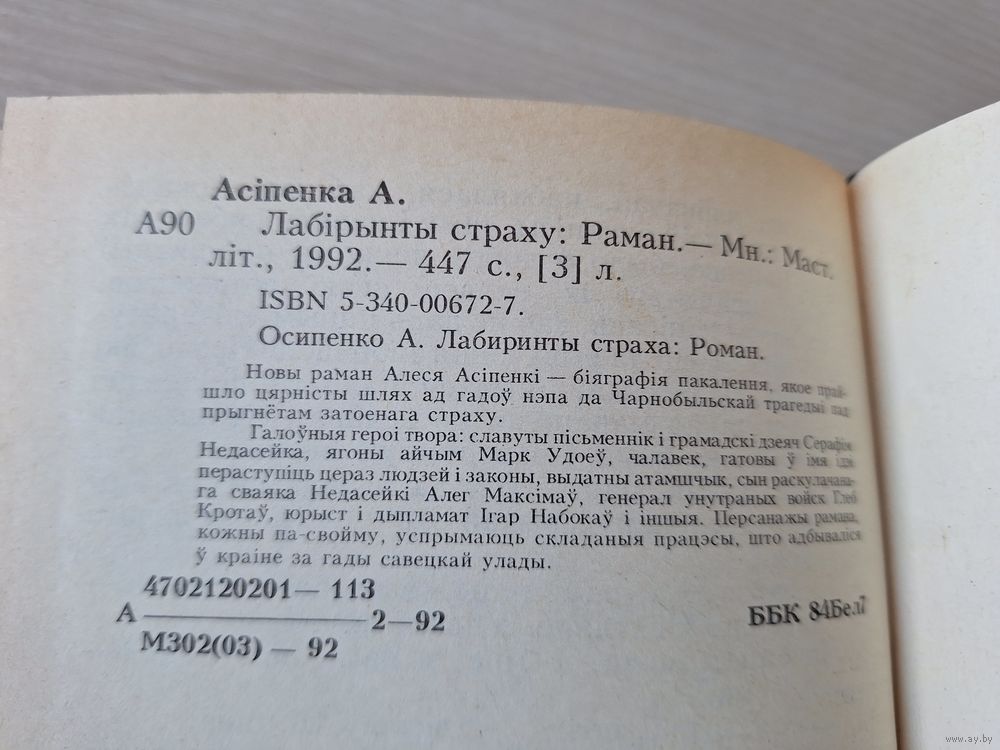 Асіпенка А.
А90 Лабірынты страху: Раман.— Мн.: Маст.
літ., 1992.— 447 с., [3] л.
ISBN 5-340-00672-7.
Осипенко А. Лабиринты страха: Роман.
Новы раман Алеся Асіпенкі — біяграфія пакалення, якое прай-
шло цярністы шлях ад гадоў нэпа да Чарнобыльскай трагедыі пад
прыгнётам затоенага страху.
Галоўныя героі твора: славуты пісьменнік і грамадскі дзеяч Серафім
Недасейка, ягоны айчым Марк Удоеў, чалавек, гатовы ў імя ідэі
пераступіць цераз людзей і законы, выдатны атамшчык, сын раскулачана-
га сваяка Недасейкі Алег Максімаў, генерал унутраных войск Глеб
Кротаў, юрыст і дыпламат Ігар Набокаў і іншыя. Персанажы рамана,
кожны па-свойму, успрымаюць складаныя працэсы, што адбываліся
ў краіне за гады савецкай улады.
4702120201— 113
А 2—92
М302(03) — 92
ББК 84Бел7
www.ay.by